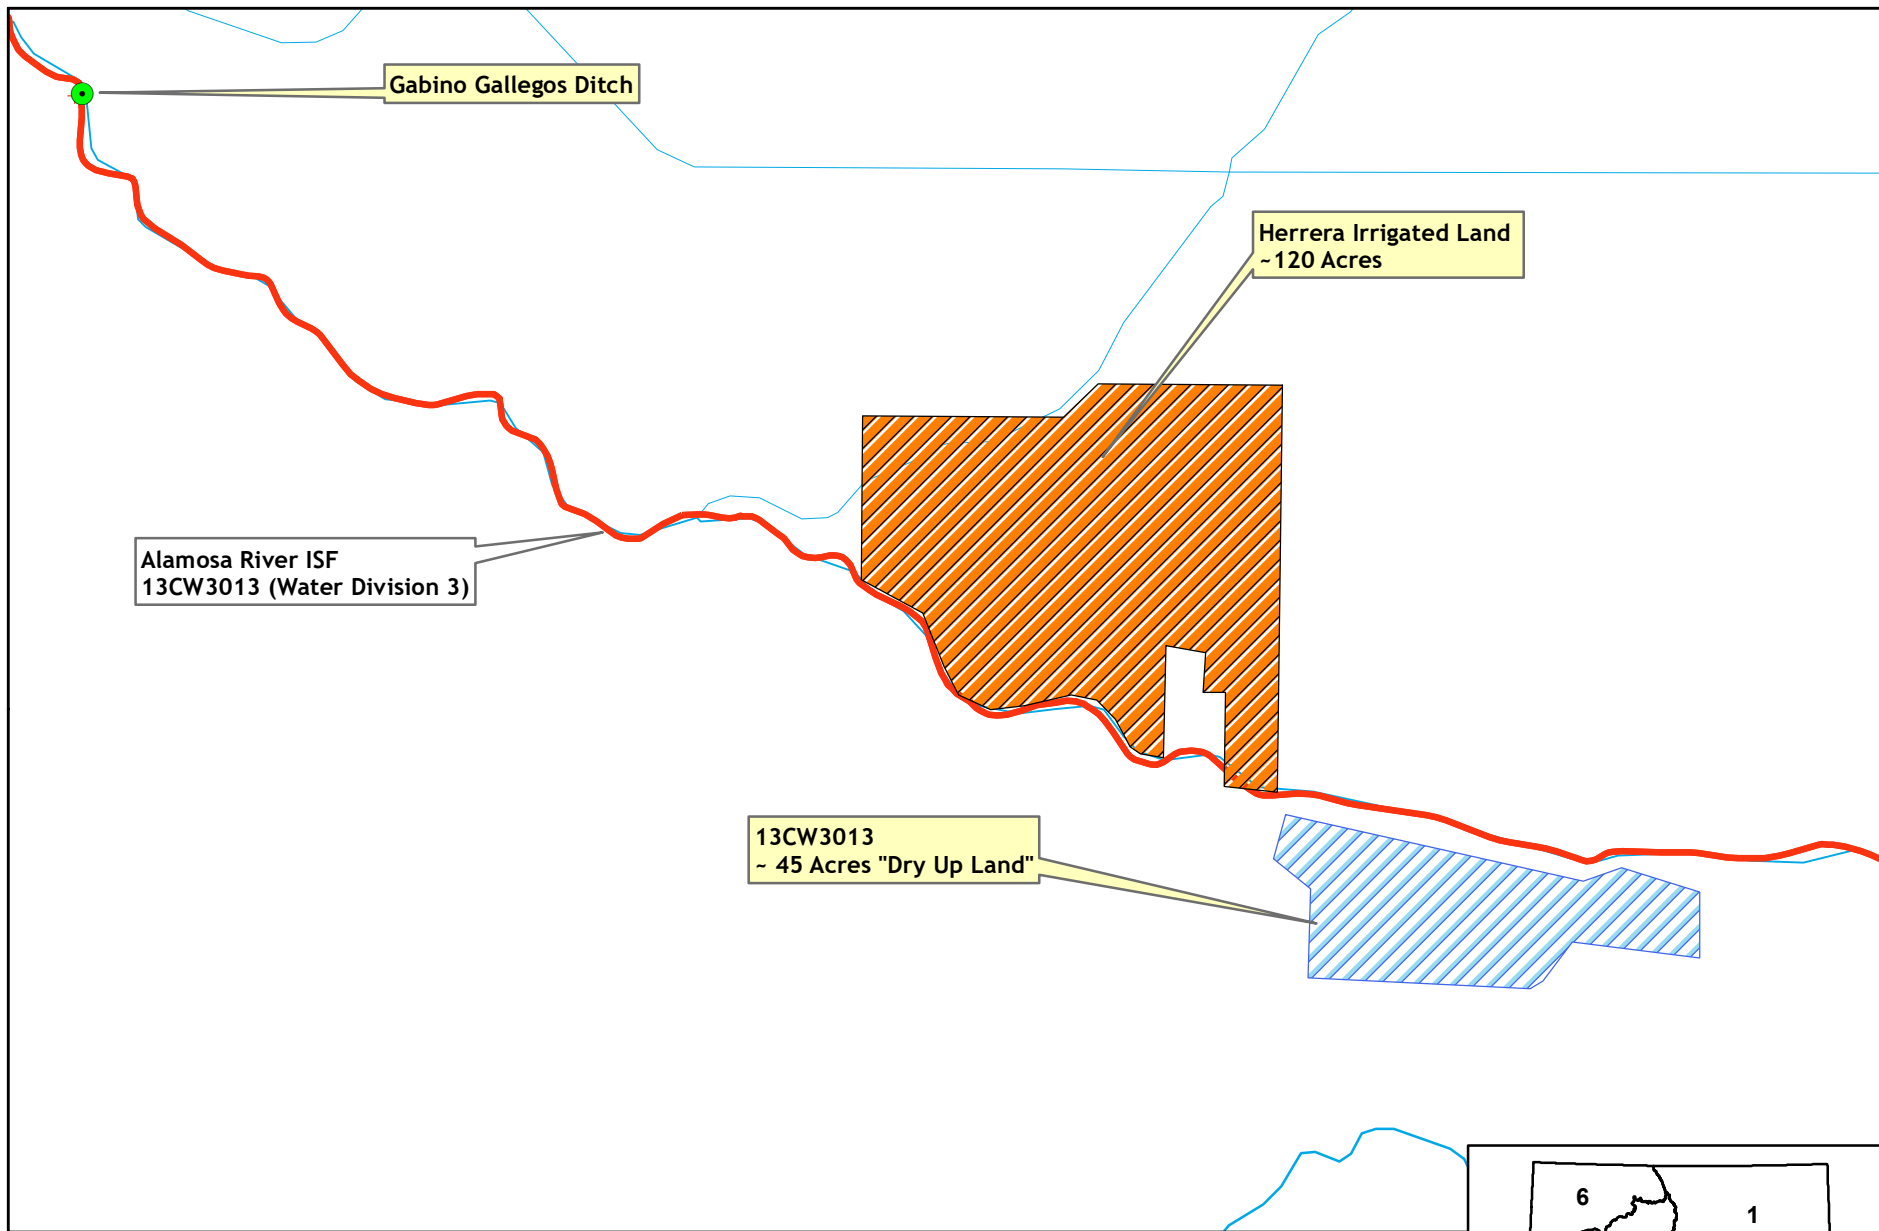 Gabino Gallegos Ditch
Herrera Irrigated Land
~120 Acres
Alamosa River ISF
13CW3013 (Water Division 3)
13CW3013
~ 45 Acres "Dry Up Land"
6
1